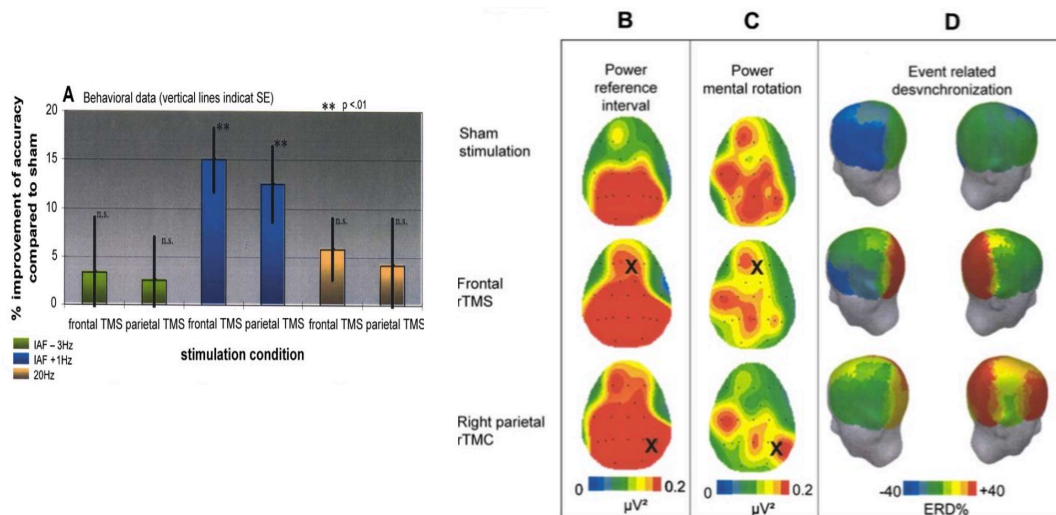 A Behavioral data (vertical lines indicat SE)
** p <.01
% improvement of accuracy
compared to sham
20
15
10
5
0
n.s.
n.s.
**
**
n.s.
n.s.
frontal TMS parietal TMS frontal TMS parietal TMS frontal TMS parietal TMS
stimulation condition
IAF – 3Hz
IAF +1Hz
20Hz
B C D
Power
reference
interval
Power
mental rotation
Event related
desvnchronization
Sham
stimulation
Frontal
rTMS
X X
Right parietal
rTMC
X X
0 0.2
µV²
0 0.2
µV²
-40 +40
ERD%